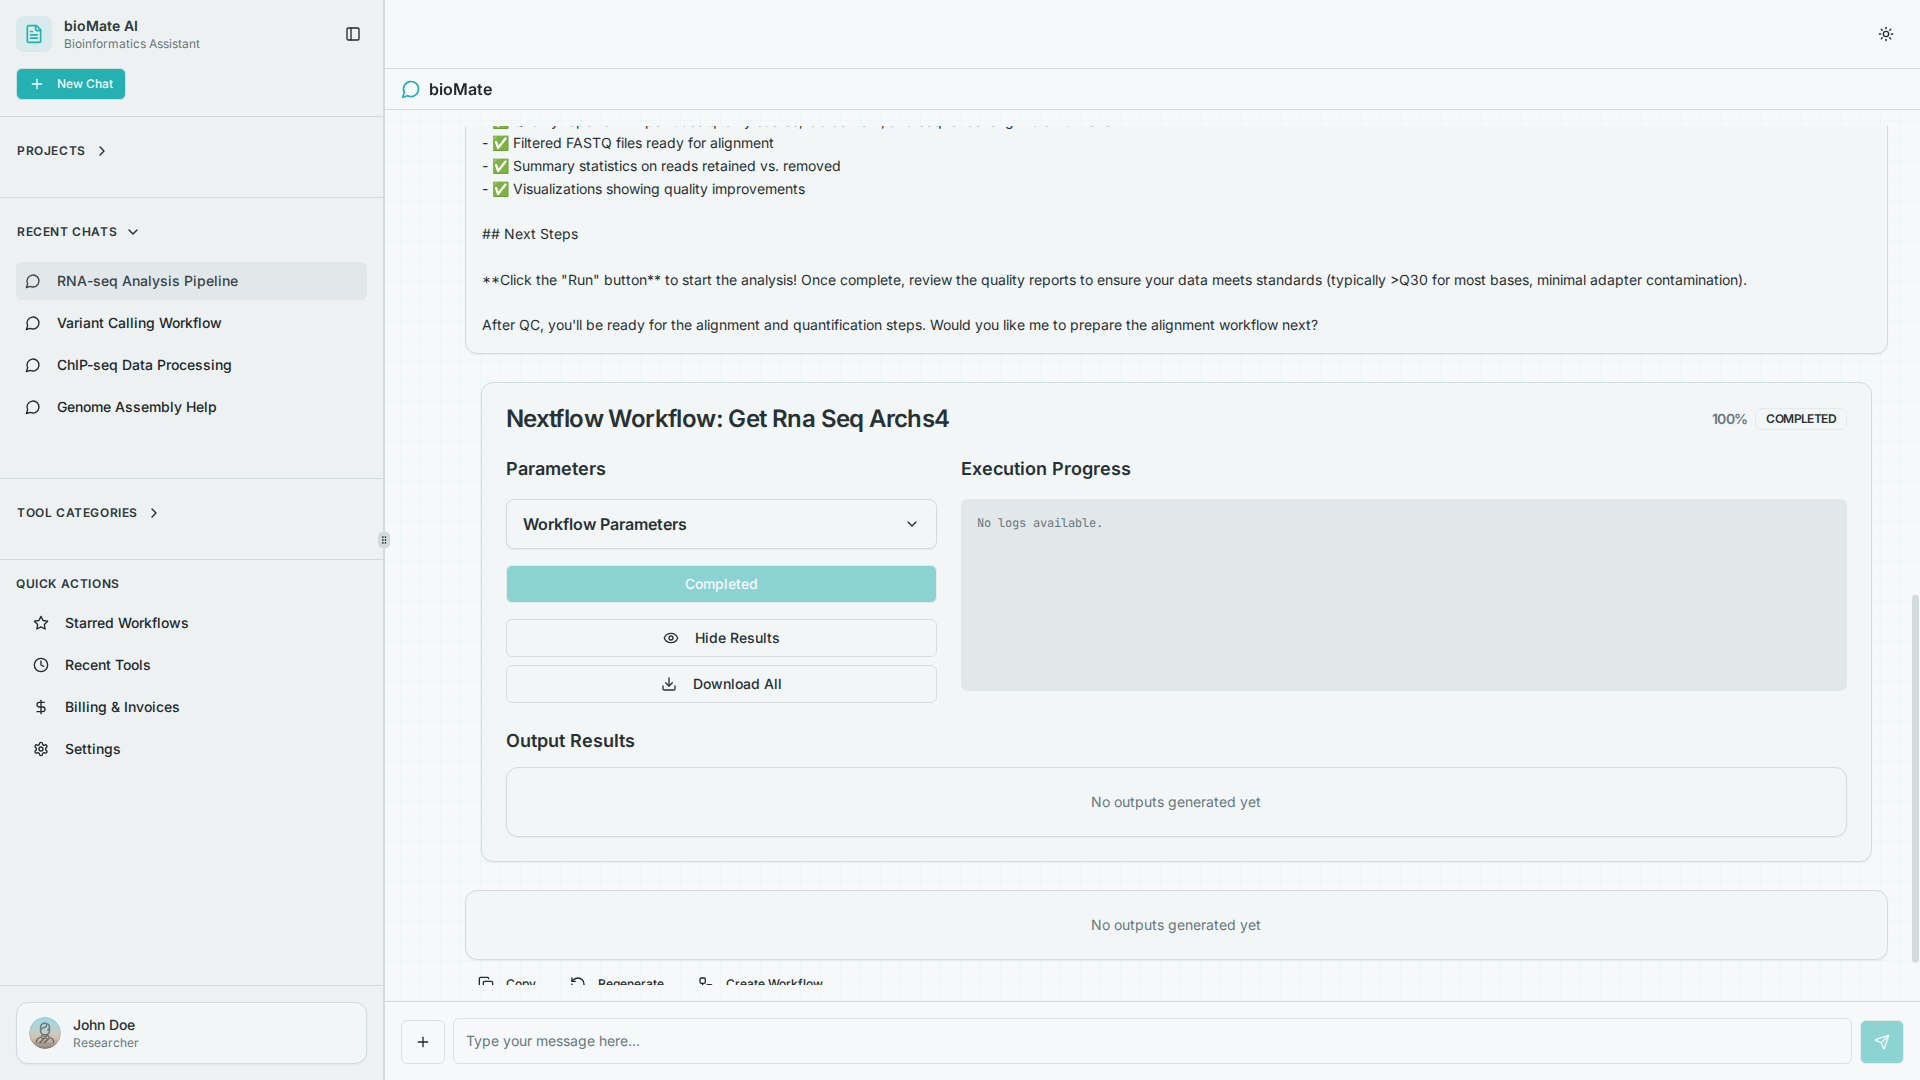 bioMate AI
Bioinformatics Assistant
New Chat
PROJECTS
RECENT CHATS
RNA-seq Analysis Pipeline
Variant Calling Workflow
ChIP-seq Data Processing
Genome Assembly Help
TOOL CATEGORIES
QUICK ACTIONS
Starred Workflows
Recent Tools
Billing & Invoices
Settings
John Doe
Researcher
bioMate
- ✅ Filtered FASTQ files ready for alignment
- ✅ Summary statistics on reads retained vs. removed
- ✅ Visualizations showing quality improvements
## Next Steps
**Click the "Run" button** to start the analysis! Once complete, review the quality reports to ensure your data meets standards (typically >Q30 for most bases, minimal adapter contamination).
After QC, you'll be ready for the alignment and quantification steps. Would you like me to prepare the alignment workflow next?
Nextflow Workflow: Get Rna Seq Archs4
100% COMPLETED
Parameters
Workflow Parameters
Completed
Hide Results
Download All
Execution Progress
No logs available.
Output Results
No outputs generated yet
No outputs generated yet
Copy Regenerate Create Workflow
Type your message here...